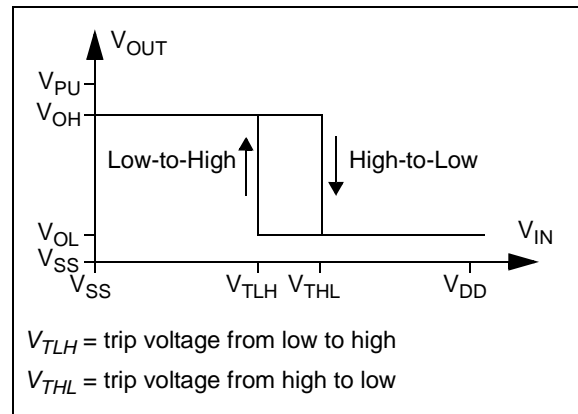 VOUT
VPU
VOH
Low-to-High High-to-Low
VOL
VIN
VSS
VSS VTLH VTHL VDD
VTLH = trip voltage from low to high
VTHL = trip voltage from high to low